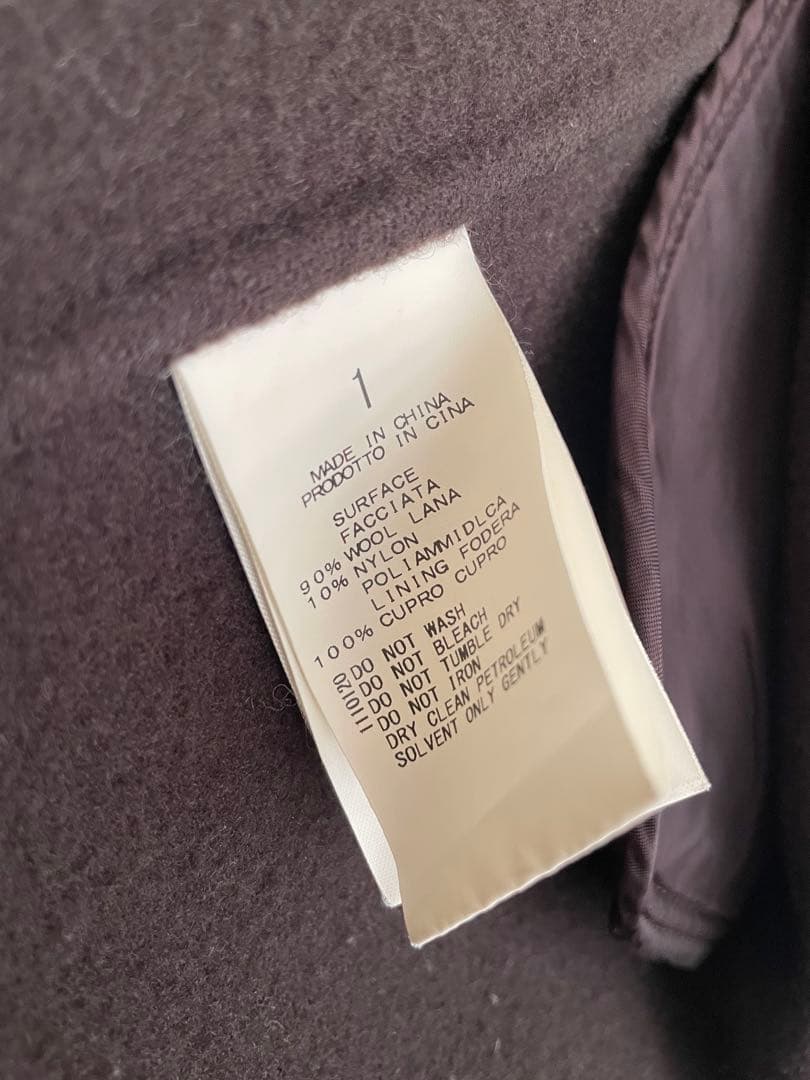 1
MADE IN CHINA
PRODOTTO IN CINA
SURFACE
FACCIATA
90% WOOL LANA
10% NYLON
POLIAMMIDLCA
LINING FODERA
100% CUPRO CUPRO
DO NOT WASH
DO NOT BLEACH
DO NOT TUMBLE DRY
DO NOT IRON
DRY CLEAN PETROLEUM
SOLVENT ONLY GENTLY